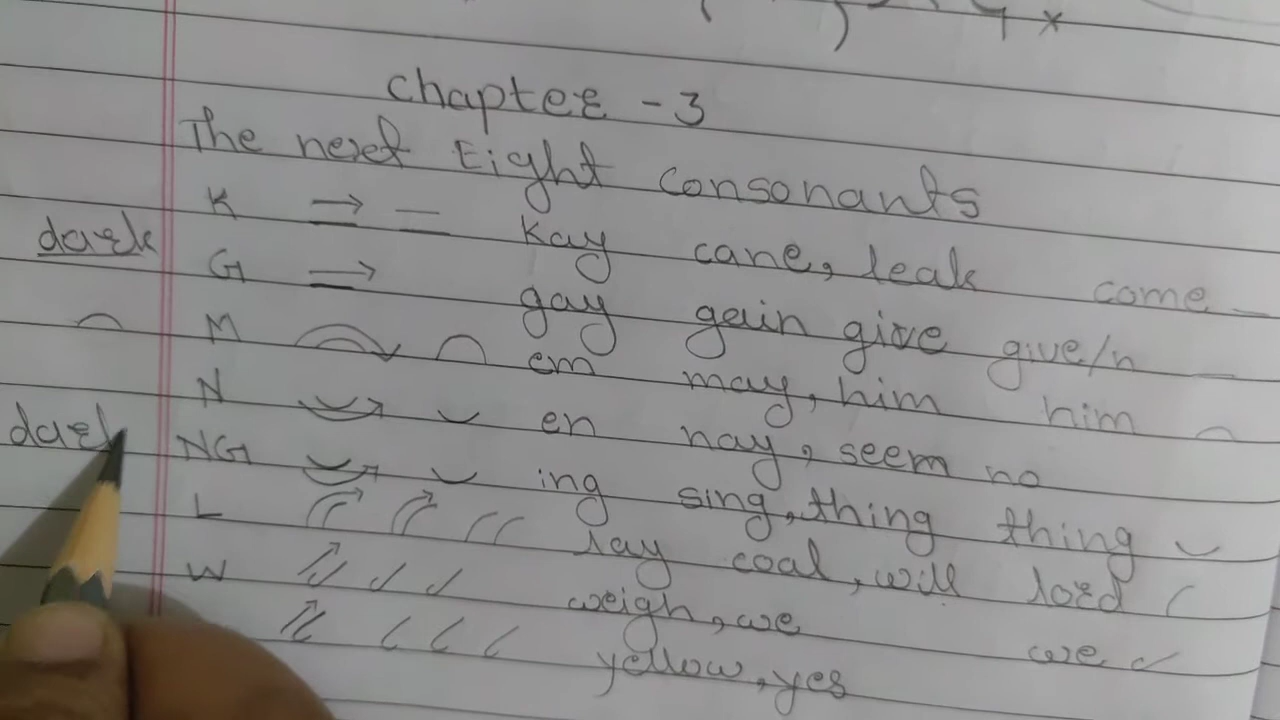 Chapter - 3
The next Eight consonants
K Kay cane, leak come
dark G gay gain give give/n
M em may, him him
N en nay, seem no
dark NG ing sing, thing thing
L lay coal, will lord
W weigh, we we
yellow, yes